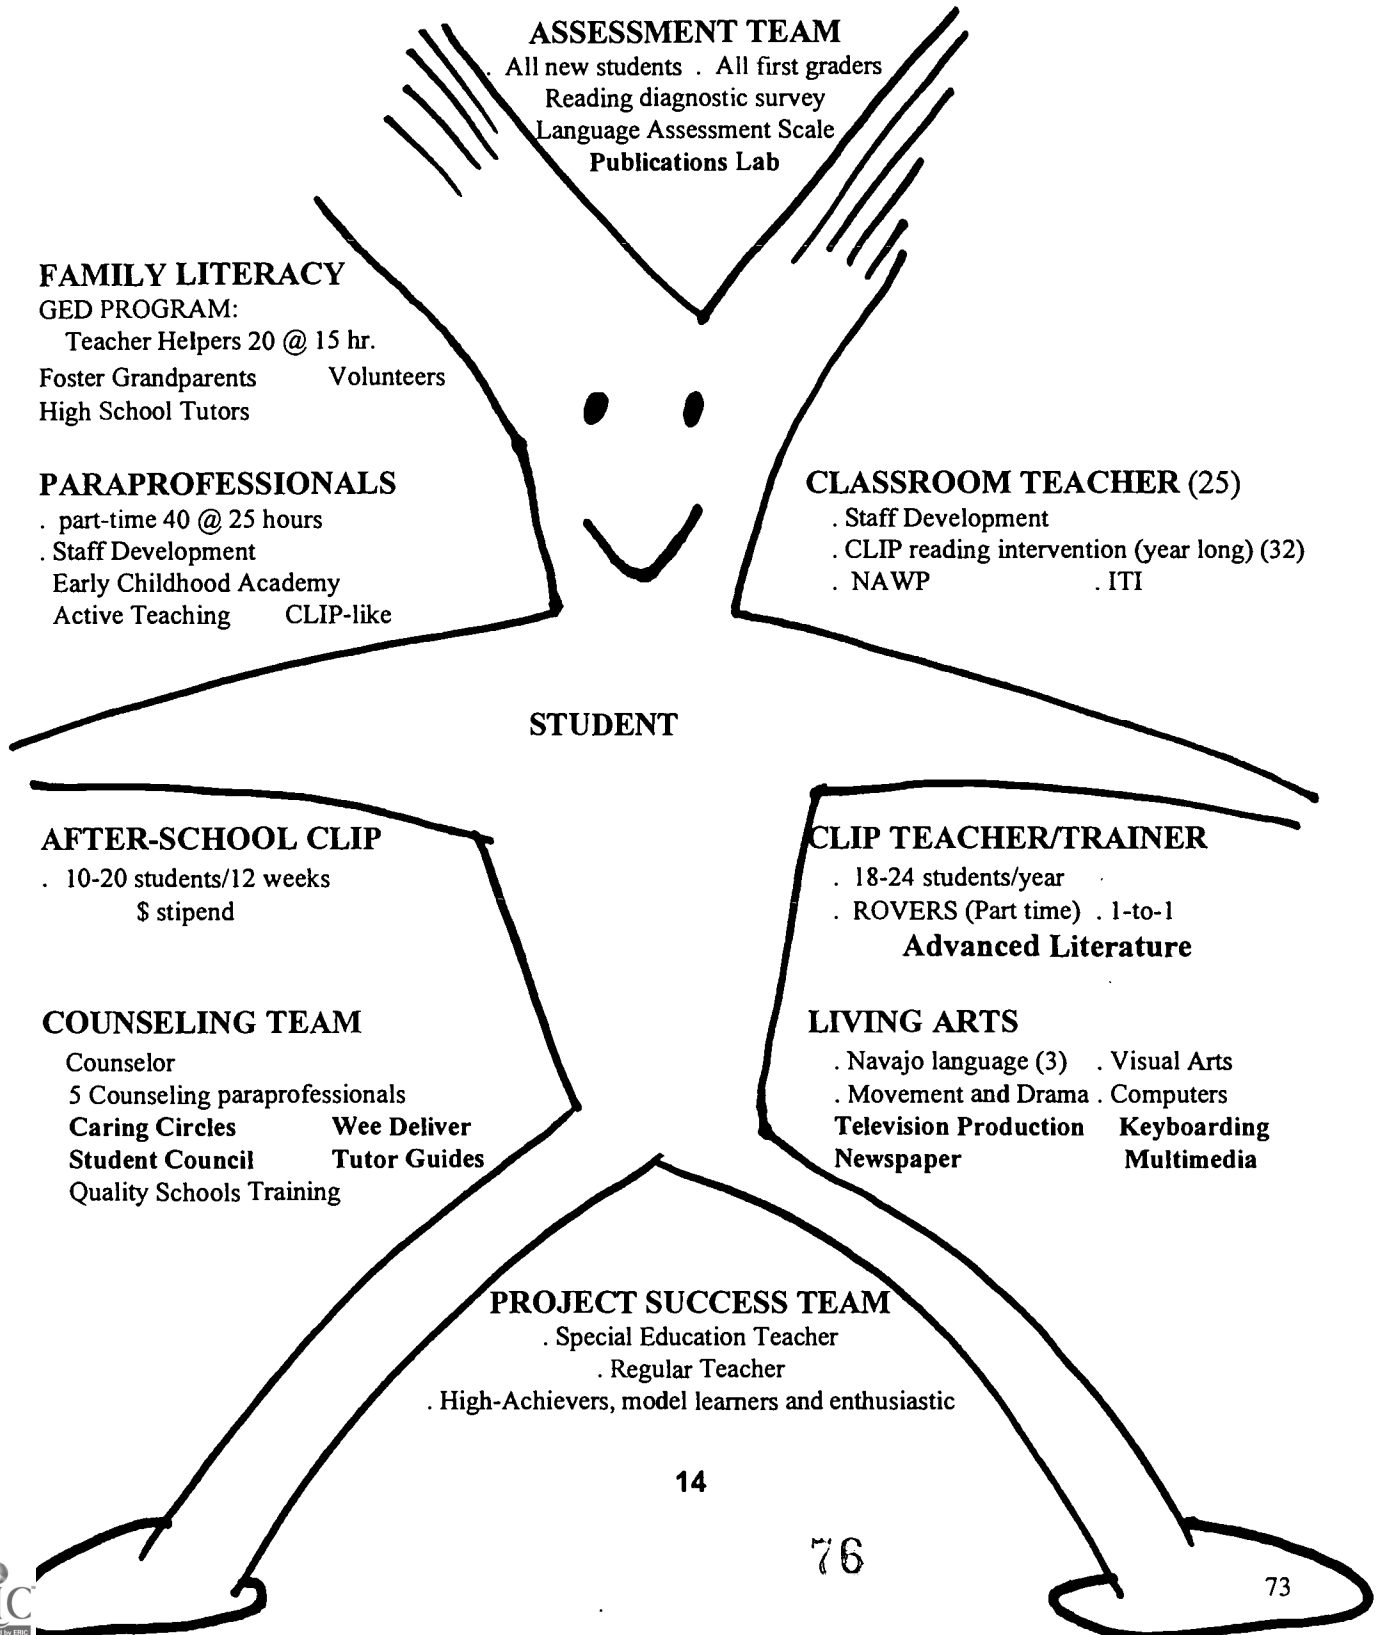 ASSESSMENT TEAM
. All new students . All first graders
Reading diagnostic survey
Language Assessment Scale
Publications Lab
FAMILY LITERACY
GED PROGRAM:
Teacher Helpers 20 @ 15 hr.
Foster Grandparents Volunteers
High School Tutors
PARAPROFESSIONALS
. part-time 40 @ 25 hours
. Staff Development
Early Childhood Academy
Active Teaching CLIP-like
CLASSROOM TEACHER (25)
. Staff Development
. CLIP reading intervention (year long) (32)
. NAWP . ITI
STUDENT
AFTER-SCHOOL CLIP
. 10-20 students/12 weeks
$ stipend
CLIP TEACHER/TRAINER
. 18-24 students/year
. ROVERS (Part time) . 1-to-1
Advanced Literature
COUNSELING TEAM
Counselor
5 Counseling paraprofessionals
Caring Circles Wee Deliver
Student Council Tutor Guides
Quality Schools Training
LIVING ARTS
. Navajo language (3) . Visual Arts
. Movement and Drama . Computers
Television Production Keyboarding
Newspaper Multimedia
PROJECT SUCCESS TEAM
. Special Education Teacher
. Regular Teacher
. High-Achievers, model learners and enthusiastic
14
76
73